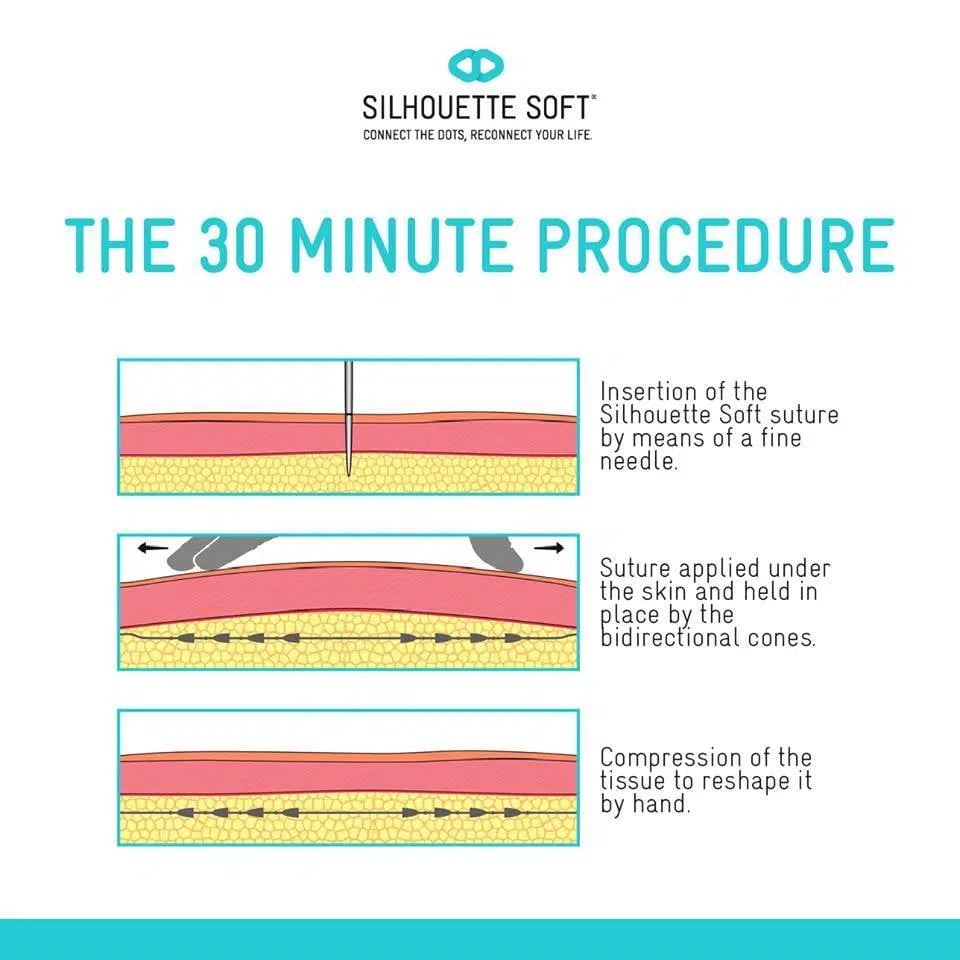 SILHOUETTE SOFT®
CONNECT THE DOTS, RECONNECT YOUR LIFE.
THE 30 MINUTE PROCEDURE
Insertion of the
Silhouette Soft suture
by means of a fine
needle.
Suture applied under
the skin and held in
place by the
bidirectional cones.
Compression of the
tissue to reshape it
by hand.